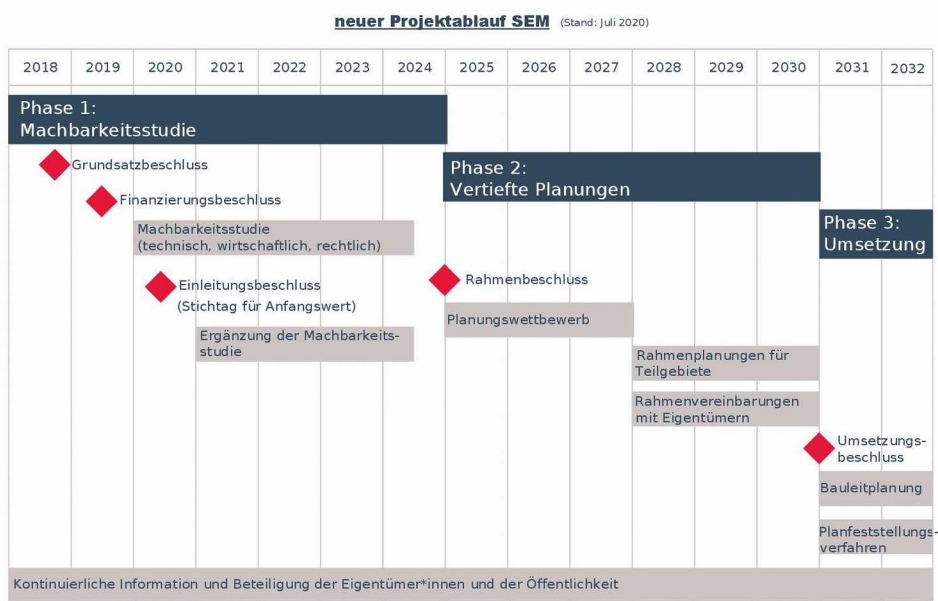 neuer Projektablauf SEM (Stand: Juli 2020)
2018 2019 2020 2021 2022 2023 2024 2025 2026 2027 2028 2029 2030 2031 2032
Phase 1:
Machbarkeitsstudie
Grundsatzbeschluss
Finanzierungsbeschluss
Machbarkeitsstudie
(technisch, wirtschaftlich, rechtlich)
Einleitungsbeschluss
(Stichtag für Anfangswert)
Ergänzung der Machbarkeits-
studie
Phase 2:
Vertiefte Planungen
Rahmenbeschluss
Planungswettbewerb
Rahmenplanungen für
Teilgebiete
Rahmenvereinbarungen
mit Eigentümern
Phase 3:
Umsetzung
Umsetzungs-
beschluss
Bauleitplanung
Planfeststellungs-
verfahren
Kontinuierliche Information und Beteiligung der Eigentümer*innen und der Öffentlichkeit